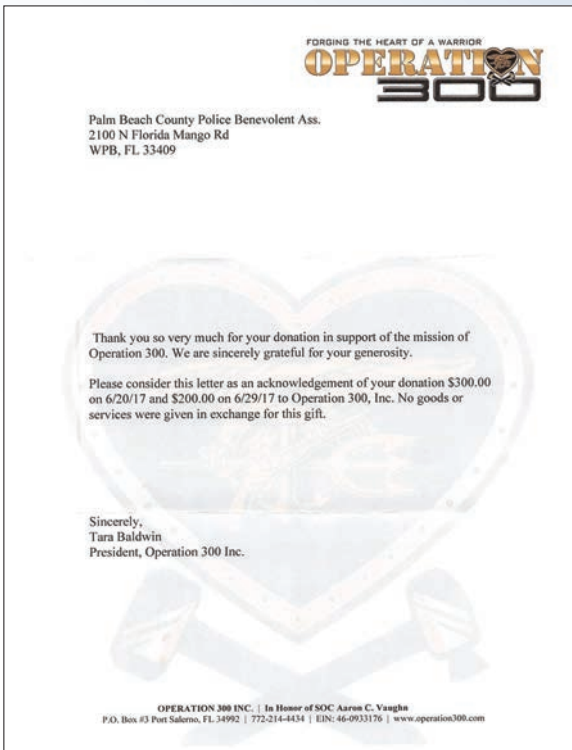 FORGING THE HEART OF A WARRIOR
OPERATION
300
Palm Beach County Police Benevolent Ass.
2100 N Florida Mango Rd
WPB, FL 33409
Thank you so very much for your donation in support of the mission of
Operation 300. We are sincerely grateful for your generosity.
Please consider this letter as an acknowledgement of your donation $300.00
on 6/20/17 and $200.00 on 6/29/17 to Operation 300, Inc. No goods or
services were given in exchange for this gift.
Sincerely,
Tara Baldwin
President, Operation 300 Inc.
OPERATION 300 INC. | In Honor of SOC Aaron C. Vaughn
P.O. Box #3 Port Salerno, FL 34992 | 772-214-4434 | EIN: 46-0933176 | www.operation300.com